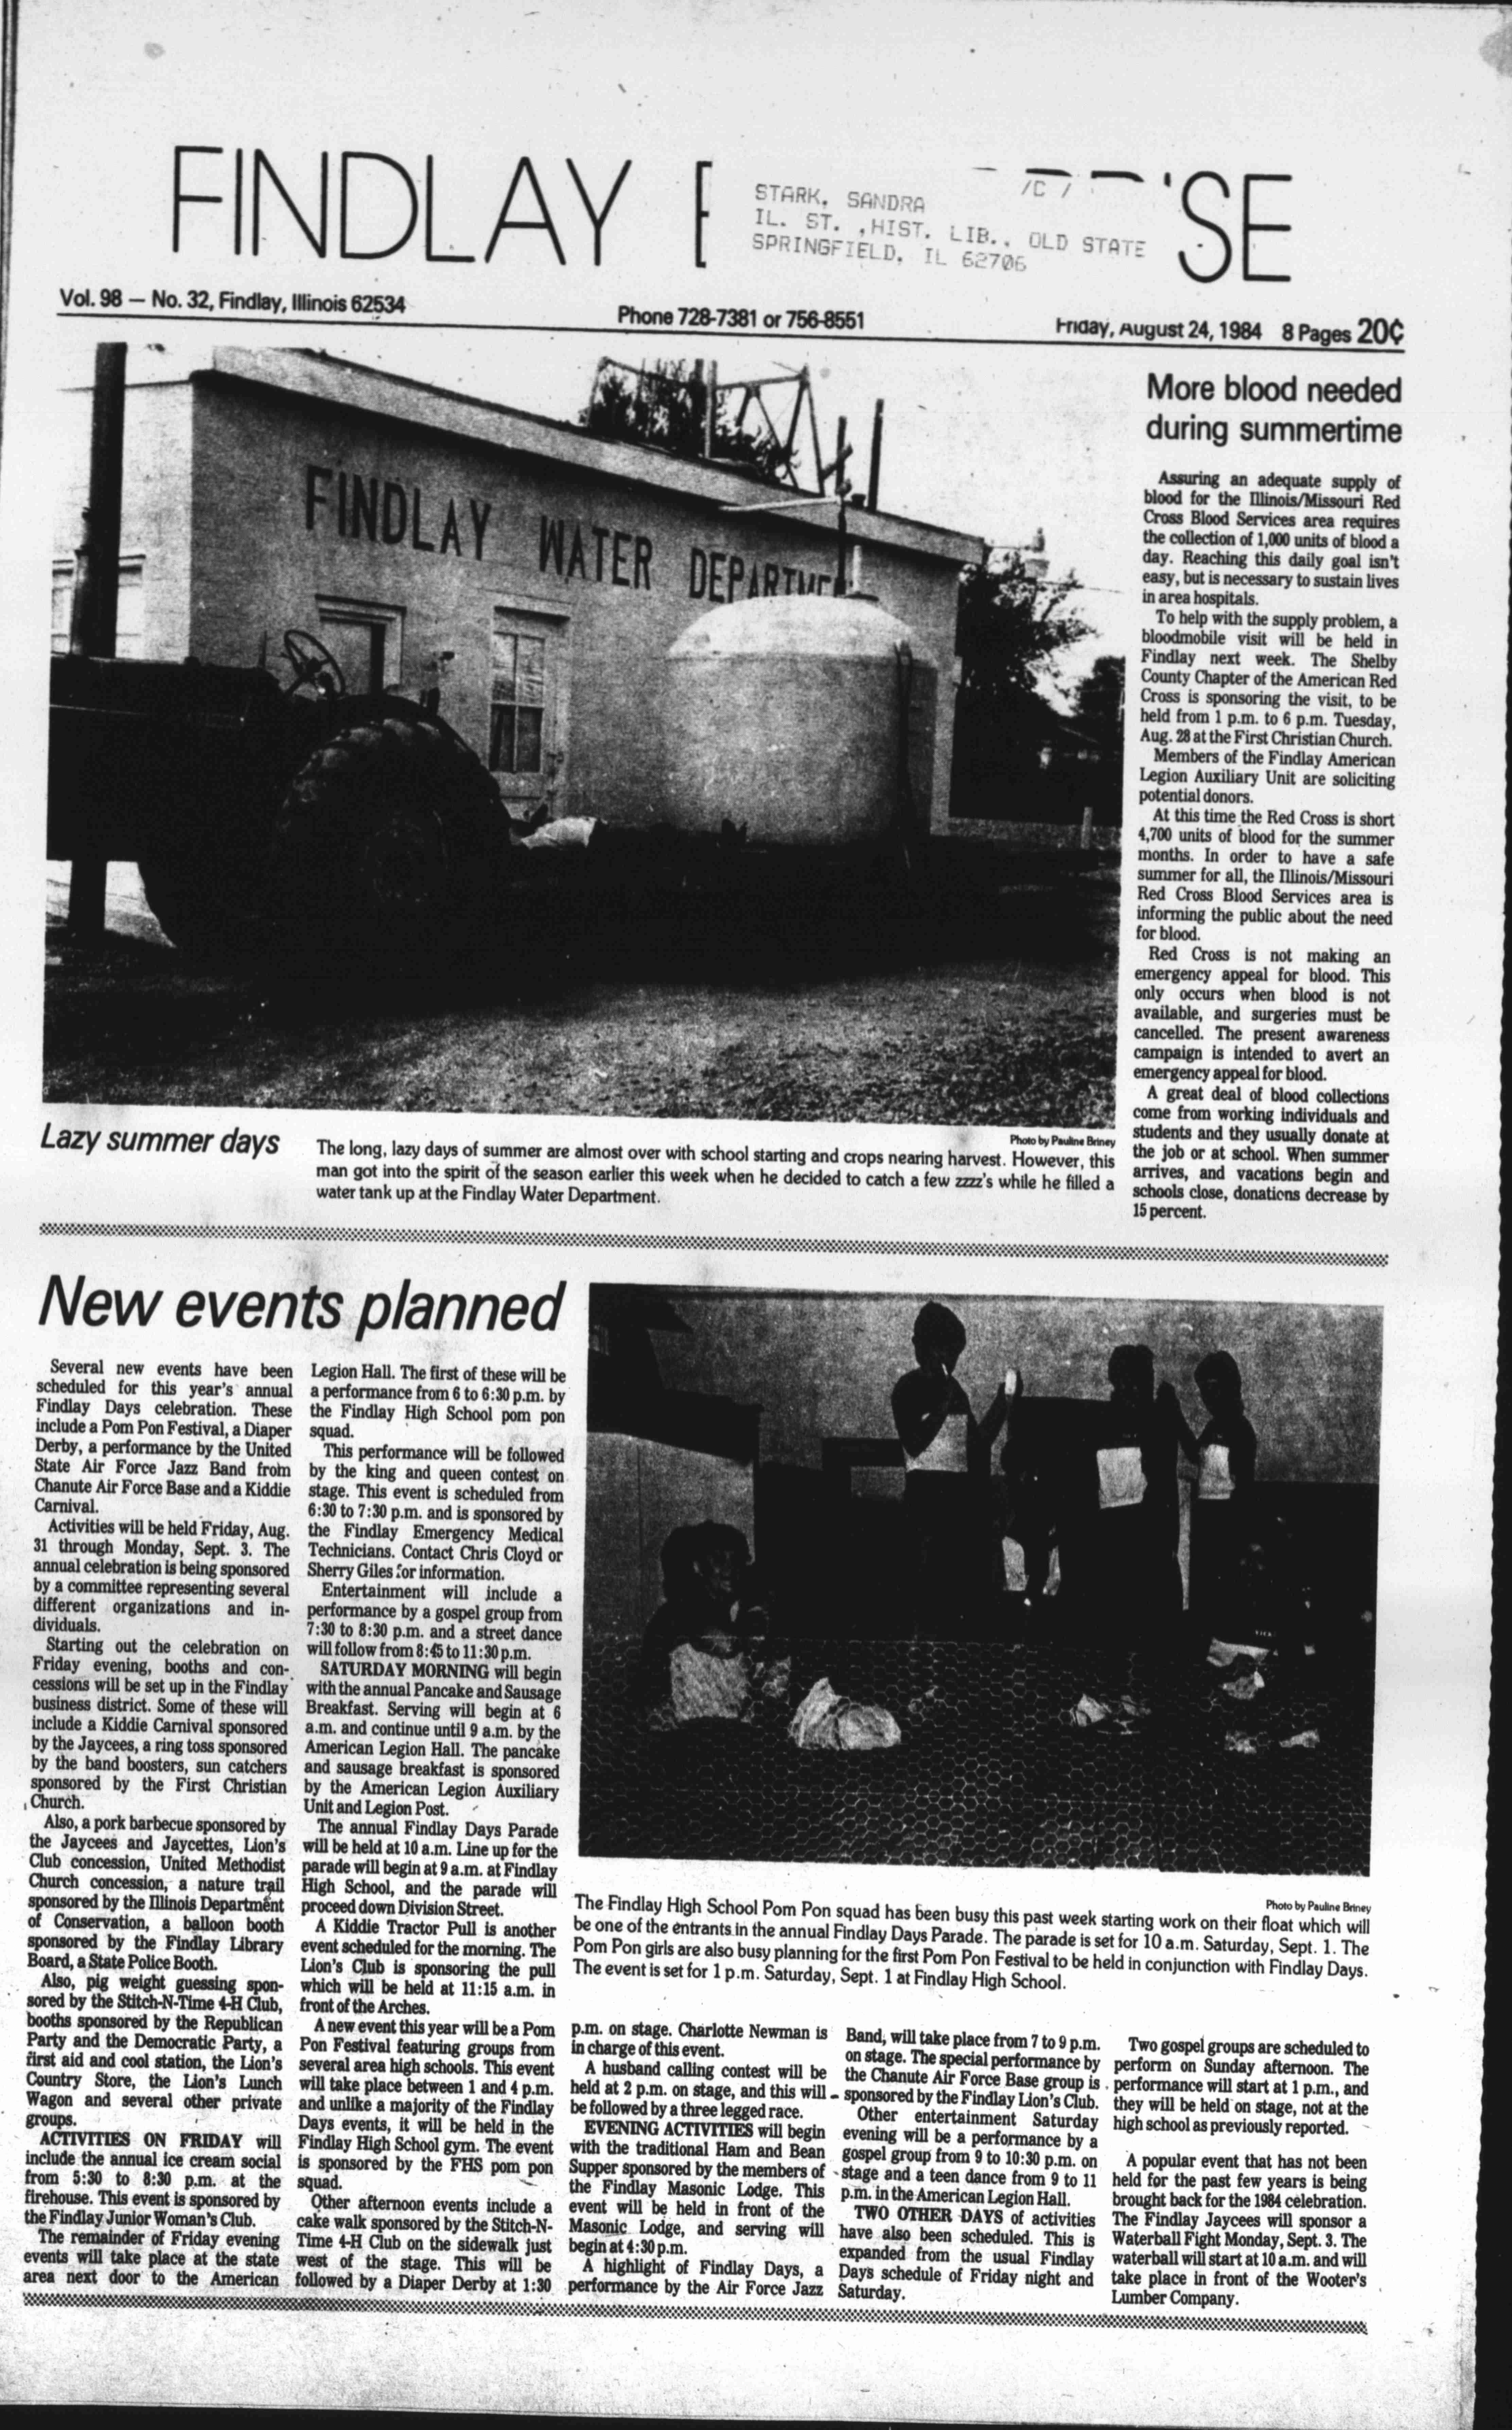 FINDLAY E
'SE
STARK, SANDRA /C /
IL. ST. ,HIST. LIB., OLD STATE
SPRINGFIELD, IL 62706
Vol. 98 — No. 32, Findlay, Illinois 62534
Phone 728-7381 or 756-8551
Friday, August 24, 1984 8 Pages 20¢
FINDLAY WATER DEPARTMEN
Photo by Pauline Briney
Lazy summer days
The long, lazy days of summer are almost over with school starting and crops nearing harvest. However, this
man got into the spirit of the season earlier this week when he decided to catch a few zzzz's while he filled a
water tank up at the Findlay Water Department.
More blood needed
during summertime
Assuring an adequate supply of
blood for the Illinois/Missouri Red
Cross Blood Services area requires
the collection of 1,000 units of blood a
day. Reaching this daily goal isn't
easy, but is necessary to sustain lives
in area hospitals.
To help with the supply problem, a
bloodmobile visit will be held in
Findlay next week. The Shelby
County Chapter of the American Red
Cross is sponsoring the visit, to be
held from 1 p.m. to 6 p.m. Tuesday,
Aug. 28 at the First Christian Church.
Members of the Findlay American
Legion Auxiliary Unit are soliciting
potential donors.
At this time the Red Cross is short
4,700 units of blood for the summer
months. In order to have a safe
summer for all, the Illinois/Missouri
Red Cross Blood Services area is
informing the public about the need
for blood.
Red Cross is not making an
emergency appeal for blood. This
only occurs when blood is not
available, and surgeries must be
cancelled. The present awareness
campaign is intended to avert an
emergency appeal for blood.
A great deal of blood collections
come from working individuals and
students and they usually donate at
the job or at school. When summer
arrives, and vacations begin and
schools close, donations decrease by
15 percent.
New events planned
Several new events have been
scheduled for this year's annual
Findlay Days celebration. These
include a Pom Pon Festival, a Diaper
Derby, a performance by the United
State Air Force Jazz Band from
Chanute Air Force Base and a Kiddie
Carnival.
Activities will be held Friday, Aug.
31 through Monday, Sept. 3. The
annual celebration is being sponsored
by a committee representing several
different organizations and in-
dividuals.
Starting out the celebration on
Friday evening, booths and con-
cessions will be set up in the Findlay
business district. Some of these will
include a Kiddie Carnival sponsored
by the Jaycees, a ring toss sponsored
by the band boosters, sun catchers
sponsored by the First Christian
Church.
Also, a pork barbecue sponsored by
the Jaycees and Jaycettes, Lion's
Club concession, United Methodist
Church concession, a nature trail
sponsored by the Illinois Department
of Conservation, a balloon booth
sponsored by the Findlay Library
Board, a State Police Booth.
Also, pig weight guessing spon-
sored by the Stitch-N-Time 4-H Club,
booths sponsored by the Republican
Party and the Democratic Party, a
first aid and cool station, the Lion's
Country Store, the Lion's Lunch
Wagon and several other private
groups.
ACTIVITIES ON FRIDAY will
include the annual ice cream social
from 5:30 to 8:30 p.m. at the
firehouse. This event is sponsored by
the Findlay Junior Woman's Club.
The remainder of Friday evening
events will take place at the state
area next door to the American
Legion Hall. The first of these will be
a performance from 6 to 6:30 p.m. by
the Findlay High School pom pon
squad.
This performance will be followed
by the king and queen contest on
stage. This event is scheduled from
6:30 to 7:30 p.m. and is sponsored by
the Findlay Emergency Medical
Technicians. Contact Chris Cloyd or
Sherry Giles for information.
Entertainment will include a
performance by a gospel group from
7:30 to 8:30 p.m. and a street dance
will follow from 8:45 to 11:30 p.m.
SATURDAY MORNING will begin
with the annual Pancake and Sausage
Breakfast. Serving will begin at 6
a.m. and continue until 9 a.m. by the
American Legion Hall. The pancake
and sausage breakfast is sponsored
by the American Legion Auxiliary
Unit and Legion Post.
The annual Findlay Days Parade
will be held at 10 a.m. Line up for the
parade will begin at 9 a.m. at Findlay
High School, and the parade will
proceed down Division Street.
A Kiddie Tractor Pull is another
event scheduled for the morning. The
Lion's Club is sponsoring the pull
which will be held at 11:15 a.m. in
front of the Arches.
A new event this year will be a Pom
Pon Festival featuring groups from
several area high schools. This event
will take place between 1 and 4 p.m.
and unlike a majority of the Findlay
Days events, it will be held in the
Findlay High School gym. The event
is sponsored by the FHS pom pon
squad.
Other afternoon events include a
cake walk sponsored by the Stitch-N-
Time 4-H Club on the sidewalk just
west of the stage. This will be
followed by a Diaper Derby at 1:30
Photo by Pauline Briney
The Findlay High School Pom Pon squad has been busy this past week starting work on their float which will
be one of the entrants in the annual Findlay Days Parade. The parade is set for 10 a.m. Saturday, Sept. 1. The
Pom Pon girls are also busy planning for the first Pom Pon Festival to be held in conjunction with Findlay Days.
The event is set for 1 p.m. Saturday, Sept. 1 at Findlay High School.
p.m. on stage. Charlotte Newman is
in charge of this event.
A husband calling contest will be
held at 2 p.m. on stage, and this will
be followed by a three legged race.
EVENING ACTIVITIES will begin
with the traditional Ham and Bean
Supper sponsored by the members of
the Findlay Masonic Lodge. This
event will be held in front of the
Masonic Lodge, and serving will
begin at 4:30 p.m.
A highlight of Findlay Days, a
performance by the Air Force Jazz
Band, will take place from 7 to 9 p.m.
on stage. The special performance by
the Chanute Air Force Base group is
sponsored by the Findlay Lion's Club.
Other entertainment Saturday
evening will be a performance by a
gospel group from 9 to 10:30 p.m. on
stage and a teen dance from 9 to 11
p.m. in the American Legion Hall.
TWO OTHER DAYS of activities
have also been scheduled. This is
expanded from the usual Findlay
Days schedule of Friday night and
Saturday.
Two gospel groups are scheduled to
perform on Sunday afternoon. The
performance will start at 1 p.m., and
they will be held on stage, not at the
high school as previously reported.
A popular event that has not been
held for the past few years is being
brought back for the 1984 celebration.
The Findlay Jaycees will sponsor a
Waterball Fight Monday, Sept. 3. The
waterball will start at 10 a.m. and will
take place in front of the Wooter's
Lumber Company.